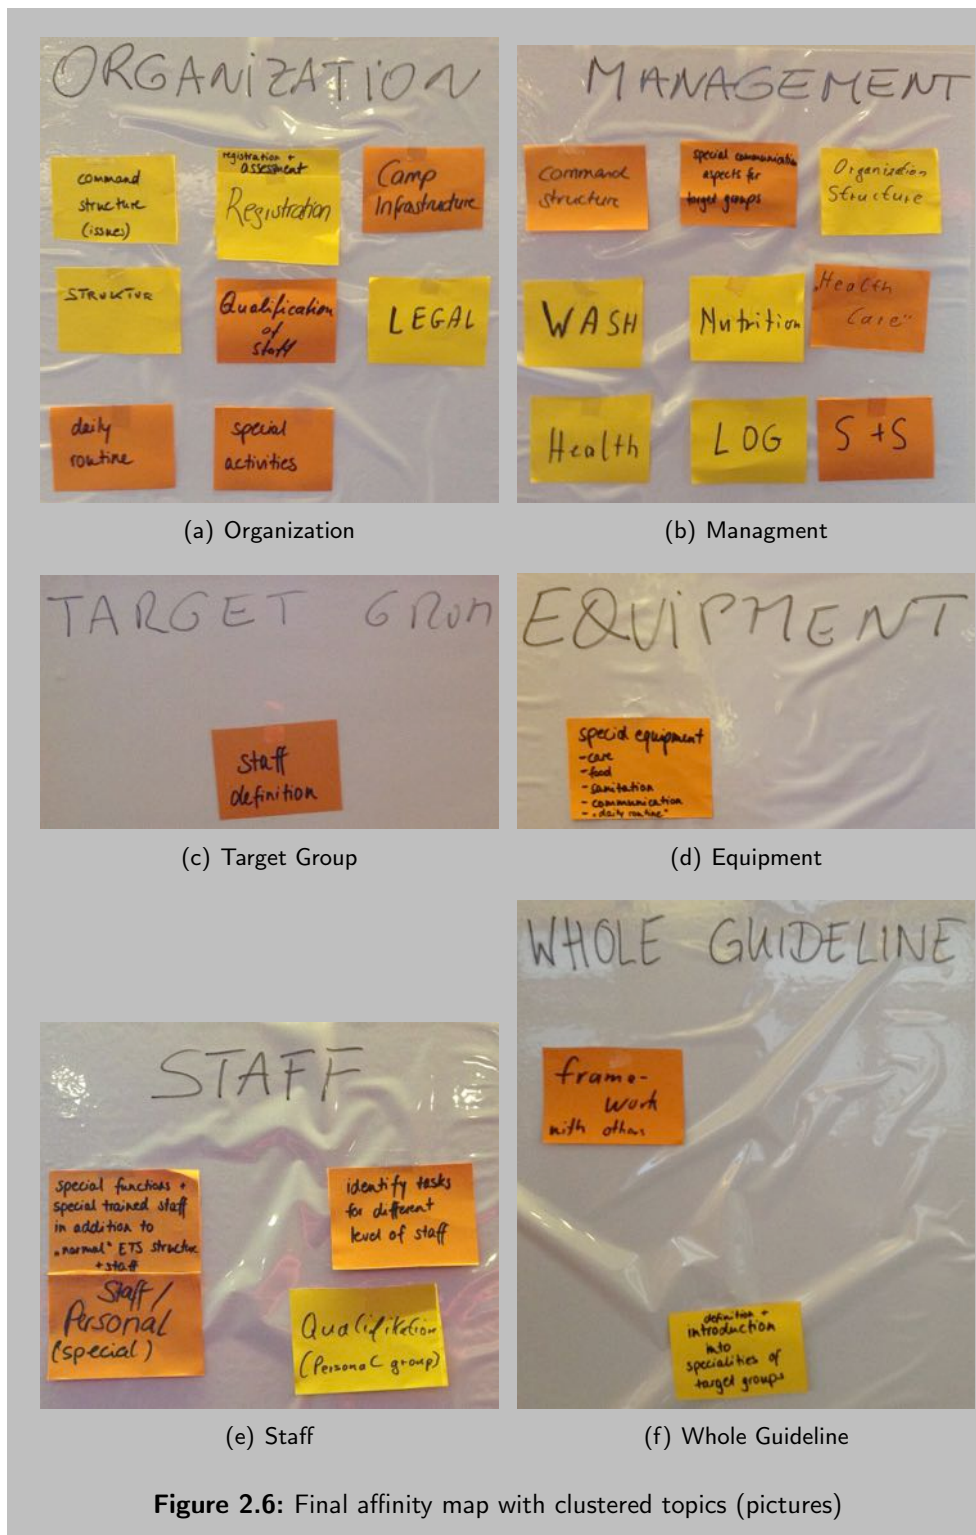 ORGANiZATiON
command
structure
(issues)
registration +
assessment
Registration
Camp
Infrastructure
STRUKTUR
Qualification
of
staff
LEGAL
daily
routine
special
activities
(a) Organization
MANAGEMENT
Command
structure
special communication
aspects for
target groups
Organization
Structure
WASH
Nutrition
„Health
Care“
Health
LOG
S+S
(b) Managment
TARGET GROUP
staff
definition
(c) Target Group
EQUiPMENT
special equipment
- care
- food
- sanitation
- communication
- „daily routine“
(d) Equipment
STAFF
special functions +
special trained staff
in addition to
„normal“ ETS structure
+ staff
Staff/
Personal
(special)
identify tasks
for different
level of staff
Qualifikation
(Personal group)
(e) Staff
WHOLE GUIDELINE
frame-
work
with others
definition +
introduction
into
specialities of
target groups
(f) Whole Guideline
Figure 2.6: Final affinity map with clustered topics (pictures)